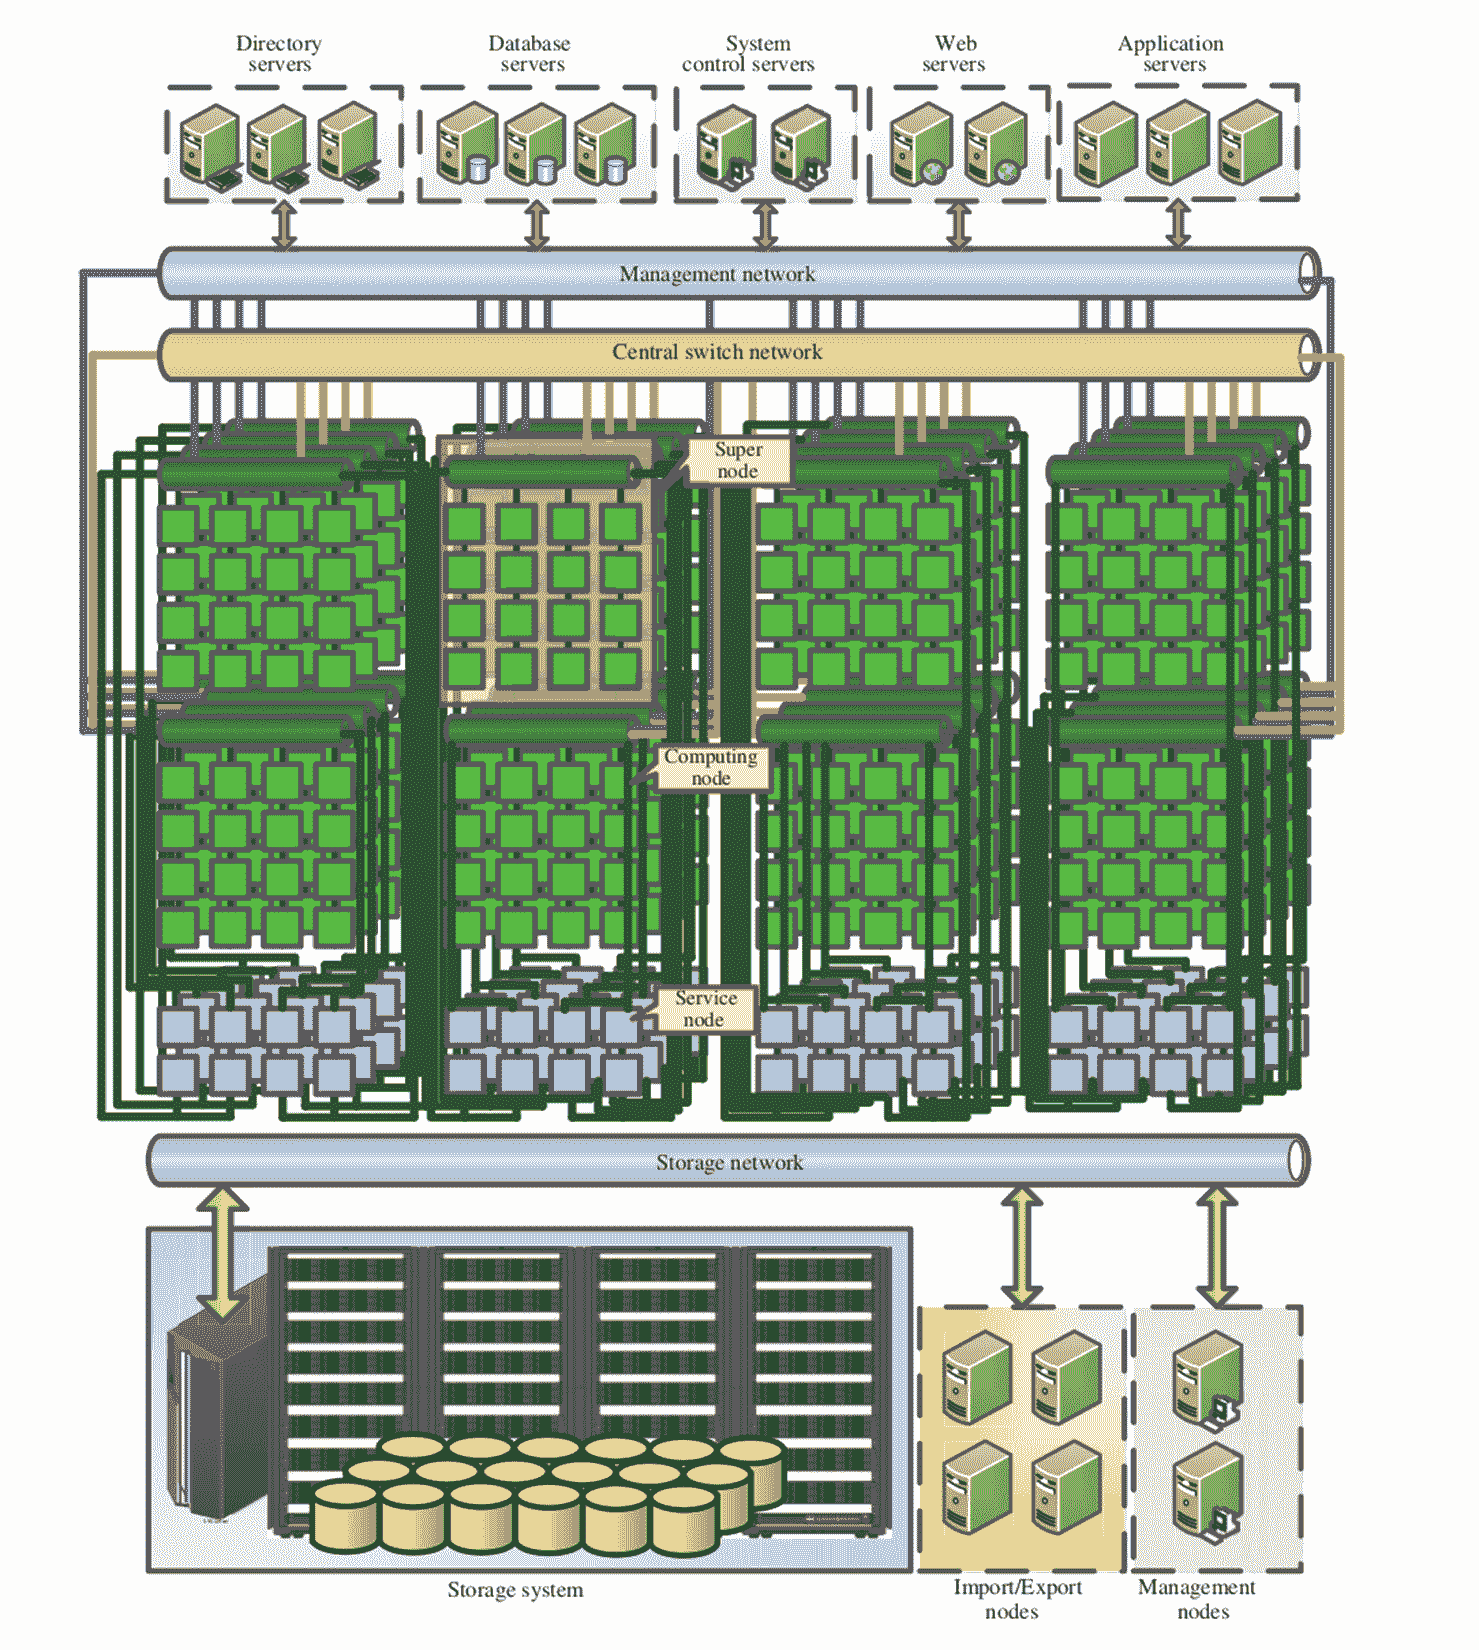 Directory
servers
Database
servers
System
control servers
Web
servers
Application
servers
Management network
Central switch network
Super
node
Computing
node
Service
node
Storage network
Storage system
Import/Export
nodes
Management
nodes